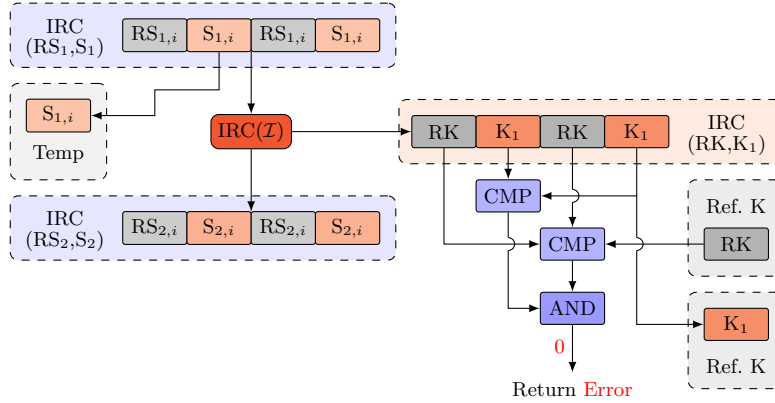 IRC
(RS₁,S₁)
RS₁,ᵢ S₁,ᵢ RS₁,ᵢ S₁,ᵢ
S₁,ᵢ
Temp
IRC(ℐ)
RK K₁ RK K₁
IRC
(RK,K₁)
IRC
(RS₂,S₂)
RS₂,ᵢ S₂,ᵢ RS₂,ᵢ S₂,ᵢ
CMP
CMP
AND
0
Return Error
Ref. K
RK
K₁
Ref. K